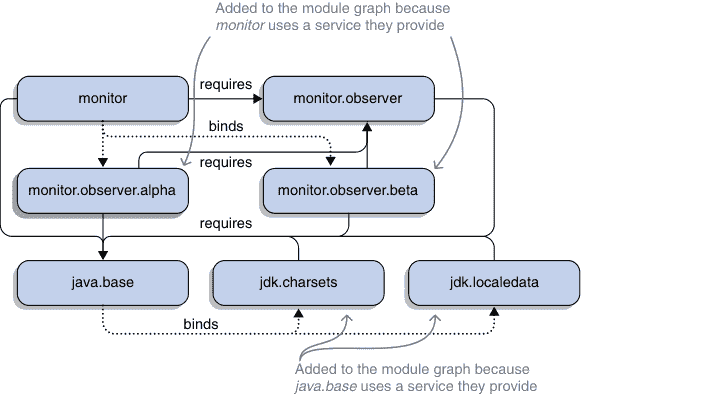 Added to the module graph because
monitor uses a service they provide
requires
monitor
monitor.observer
binds
requires
monitor.observer.alpha
monitor.observer.beta
requires
java.base
jdk.charsets
jdk.localedata
binds
Added to the module graph because
java.base uses a service they provide